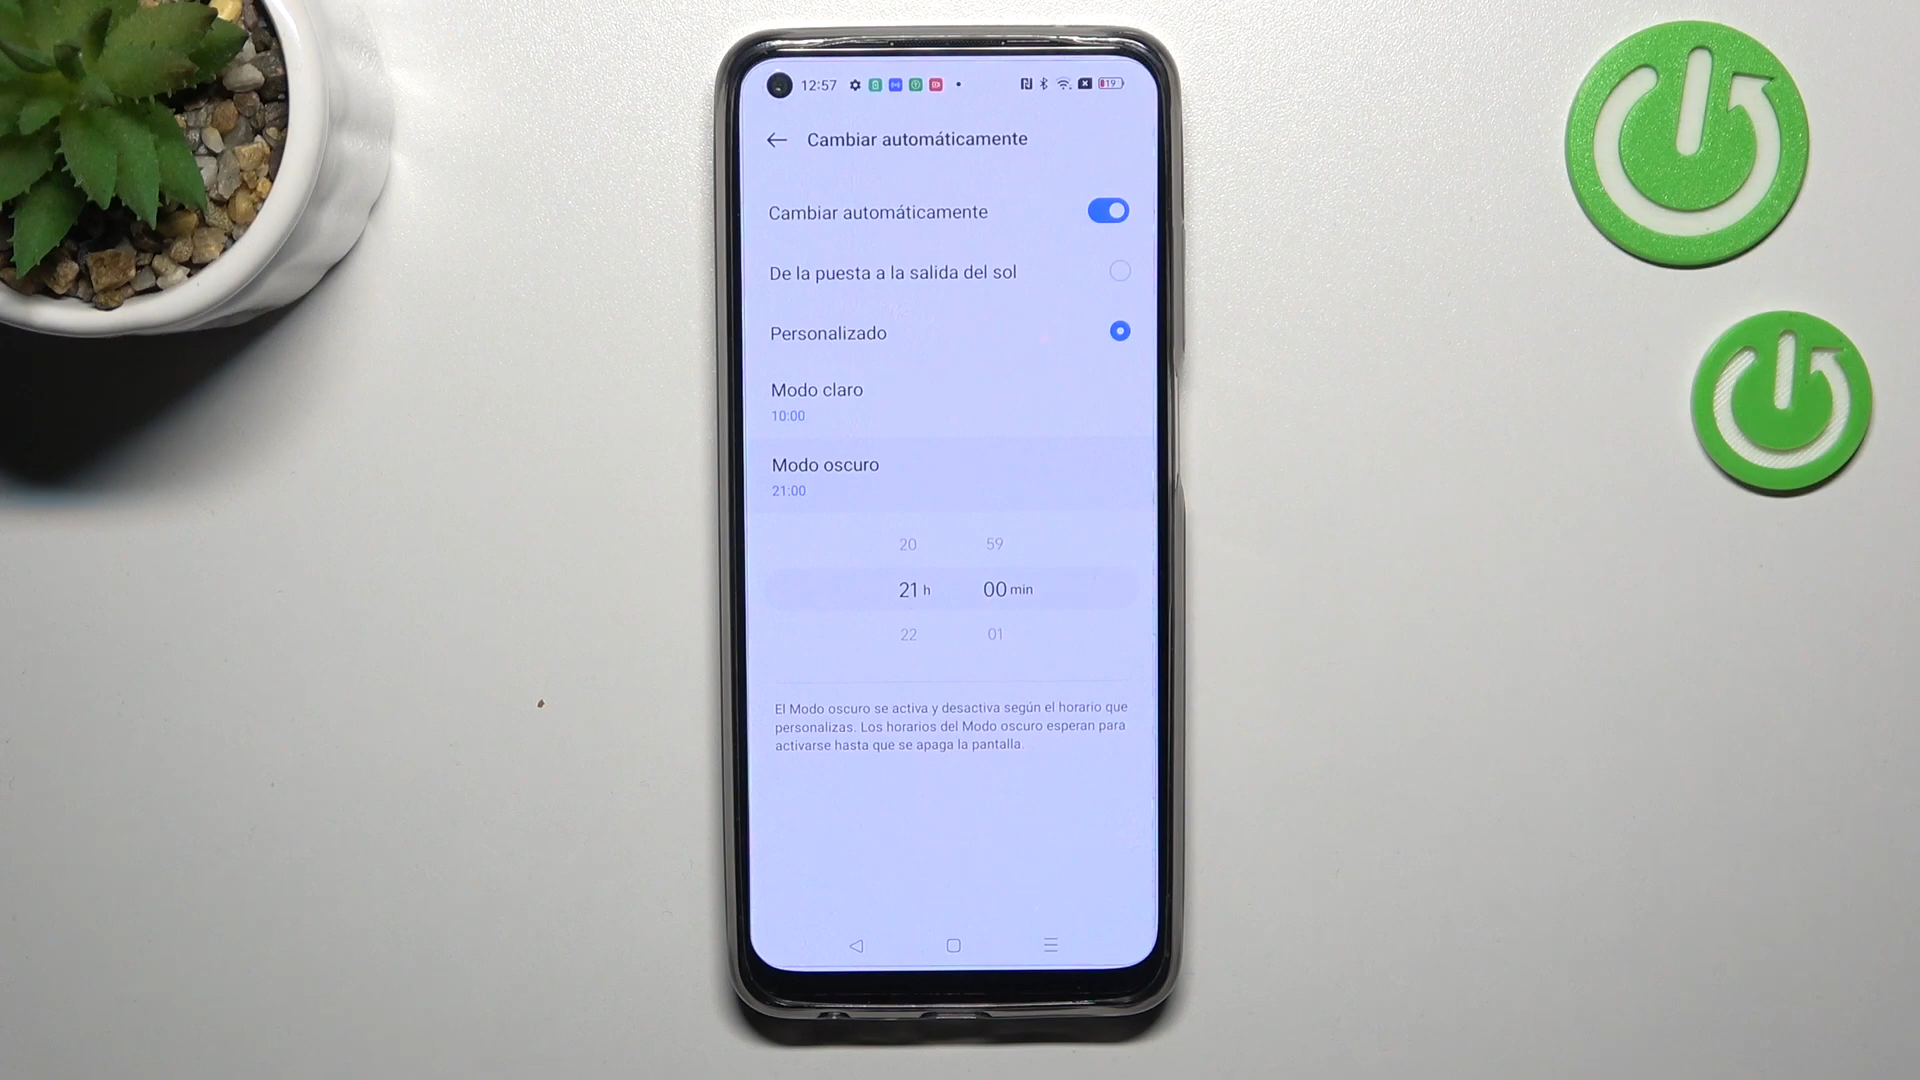 12:57
19
Cambiar automáticamente
Cambiar automáticamente
De la puesta a la salida del sol
Personalizado
Modo claro
10:00
Modo oscuro
21:00
20 59
21 h 00 min
22 01
El Modo oscuro se activa y desactiva según el horario que
personalizas. Los horarios del Modo oscuro esperan para
activarse hasta que se apaga la pantalla.